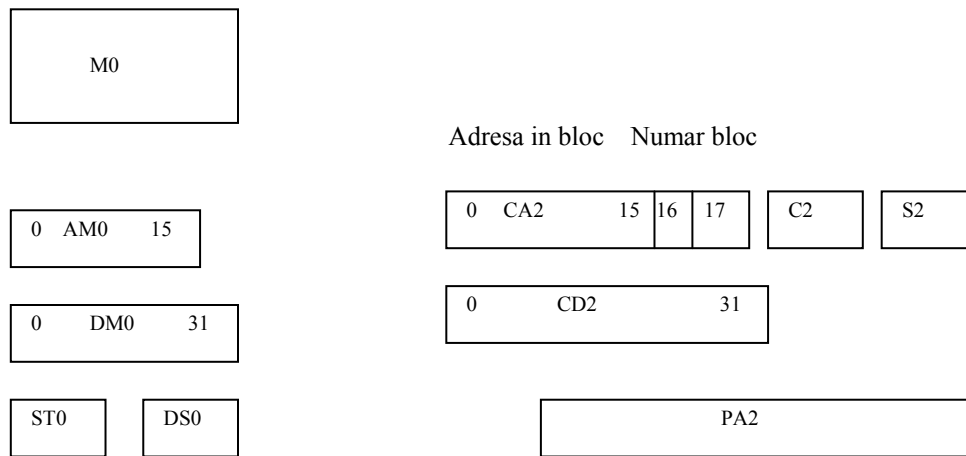 M0
Adresa in bloc Numar bloc
0 CA2 15 16 17 C2 S2
0 AM0 15
0 CD2 31
0 DM0 31
ST0 DS0 PA2